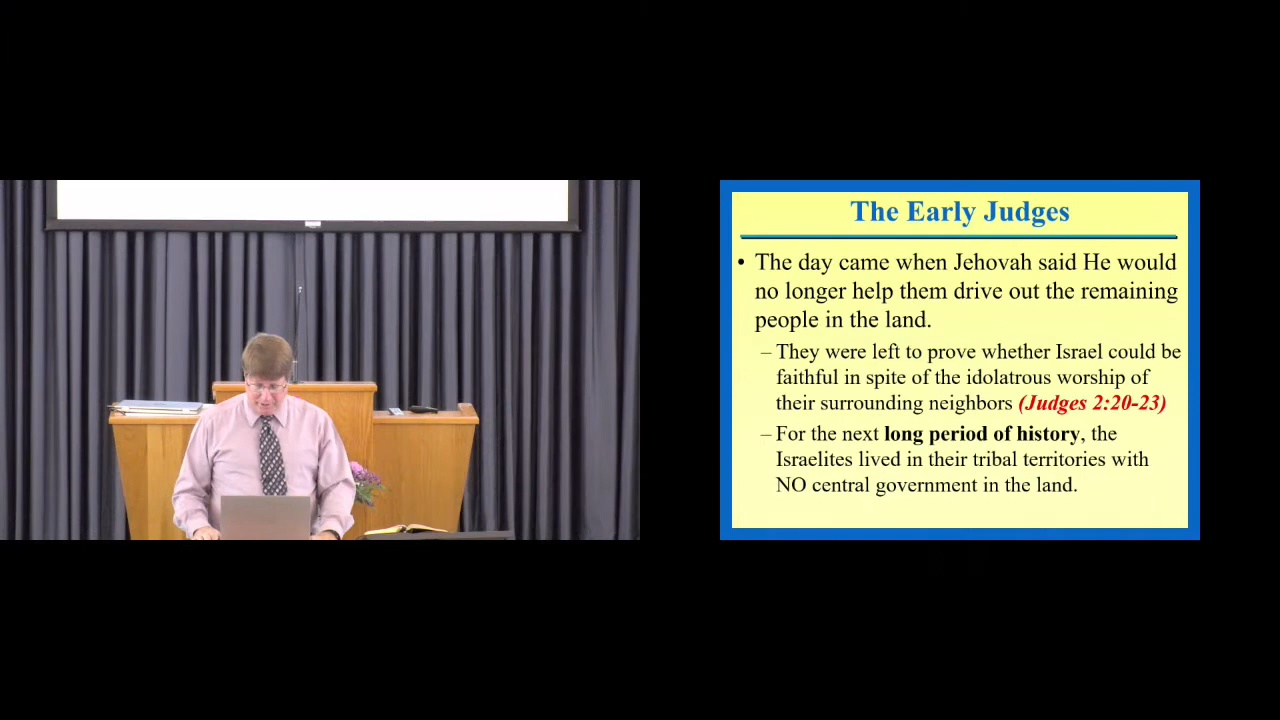 The Early Judges
• The day came when Jehovah said He would
no longer help them drive out the remaining
people in the land.
– They were left to prove whether Israel could be
faithful in spite of the idolatrous worship of
their surrounding neighbors (Judges 2:20-23)
– For the next long period of history, the
Israelites lived in their tribal territories with
NO central government in the land.